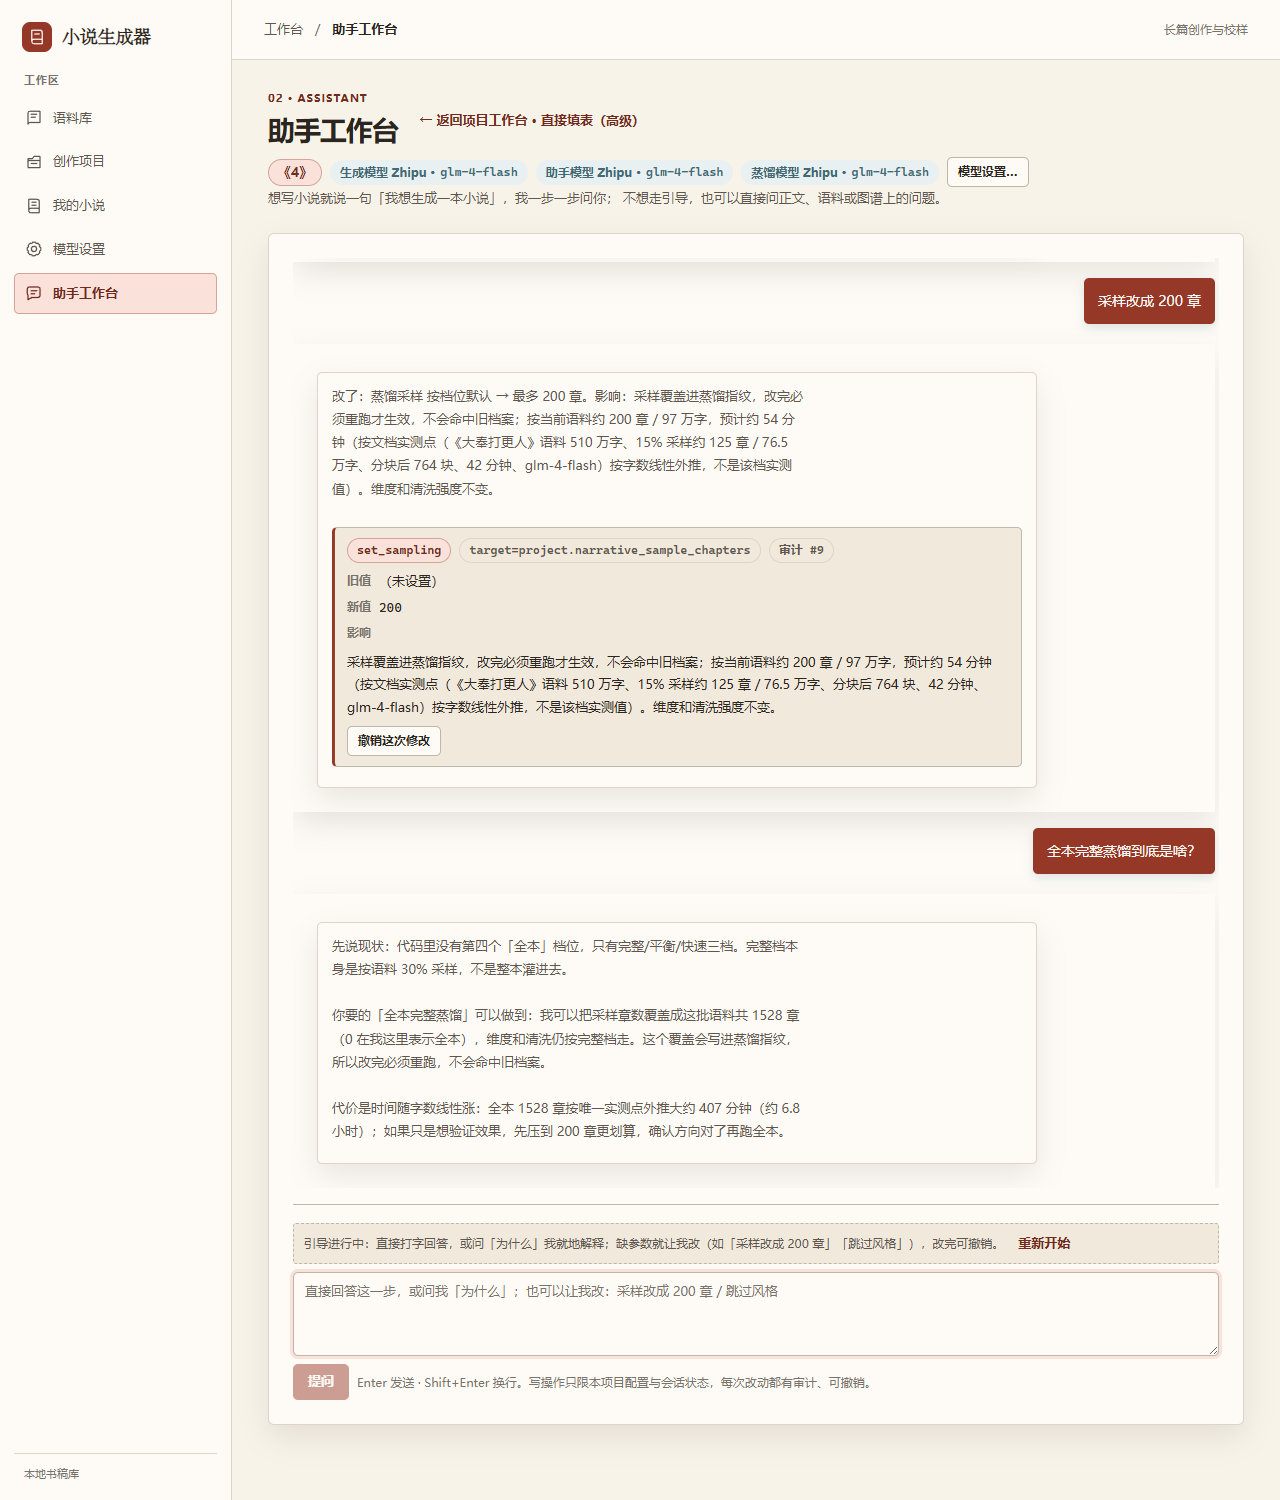 小说生成器
工作区
语料库
创作项目
我的小说
模型设置
助手工作台
本地书稿库
工作台 / 助手工作台
长篇创作与校样
02 • ASSISTANT
助手工作台
← 返回项目工作台 • 直接填表（高级）
《4》 生成模型 Zhipu • glm-4-flash 助手模型 Zhipu • glm-4-flash 蒸馏模型 Zhipu • glm-4-flash 模型设置...
想写小说就说一句「我想生成一本小说」，我一步一步问你； 不想走引导，也可以直接问正文、语料或图谱上的问题。
采样改成 200 章
改了：蒸馏采样 按档位默认 → 最多 200 章。影响：采样覆盖进蒸馏指纹，改完必
须重跑才生效，不会命中旧档案；按当前语料约 200 章 / 97 万字，预计约 54 分
钟（按文档实测点（《大奉打更人》语料 510 万字、15% 采样约 125 章 / 76.5
万字、分块后 764 块、42 分钟、glm-4-flash）按字数线性外推，不是该档实测
值）。维度和清洗强度不变。
set_sampling target=project.narrative_sample_chapters 审计 #9
旧值 （未设置）
新值 200
影响
采样覆盖进蒸馏指纹，改完必须重跑才生效，不会命中旧档案；按当前语料约 200 章 / 97 万字，预计约 54 分钟
（按文档实测点（《大奉打更人》语料 510 万字、15% 采样约 125 章 / 76.5 万字、分块后 764 块、42 分钟、
glm-4-flash）按字数线性外推，不是该档实测值）。维度和清洗强度不变。
撤销这次修改
全本完整蒸馏到底是啥？
先说现状：代码里没有第四个「全本」档位，只有完整/平衡/快速三档。完整档本
身是按语料 30% 采样，不是整本灌进去。
你要的「全本完整蒸馏」可以做到：我可以把采样章数覆盖成这批语料共 1528 章
（0 在我这里表示全本），维度和清洗仍按完整档走。这个覆盖会写进蒸馏指纹，
所以改完必须重跑，不会命中旧档案。
代价是时间随字数线性涨：全本 1528 章按唯一实测点外推大约 407 分钟（约 6.8
小时）；如果只是想验证效果，先压到 200 章更划算，确认方向对了再跑全本。
引导进行中：直接打字回答，或问「为什么」我就地解释；缺参数就让我改（如「采样改成 200 章」「跳过风格」），改完可撤销。 重新开始
直接回答这一步，或问我「为什么」；也可以让我改：采样改成 200 章 / 跳过风格
提问 Enter 发送 · Shift+Enter 换行。写操作只限本项目配置与会话状态，每次改动都有审计、可撤销。